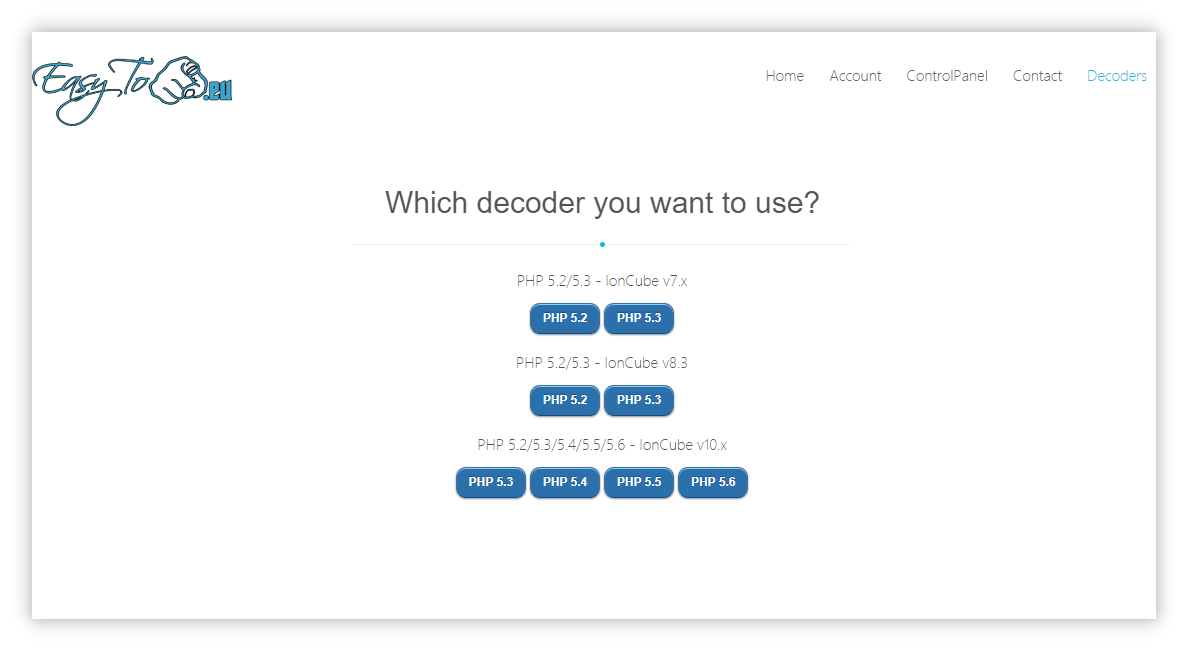 EasyTo
.eu
Home Account ControlPanel Contact Decoders
Which decoder you want to use?
PHP 5.2/5.3 - IonCube v7.x
PHP 5.2 PHP 5.3
PHP 5.2/5.3 - IonCube v8.3
PHP 5.2 PHP 5.3
PHP 5.2/5.3/5.4/5.5/5.6 - IonCube v10.x
PHP 5.3 PHP 5.4 PHP 5.5 PHP 5.6